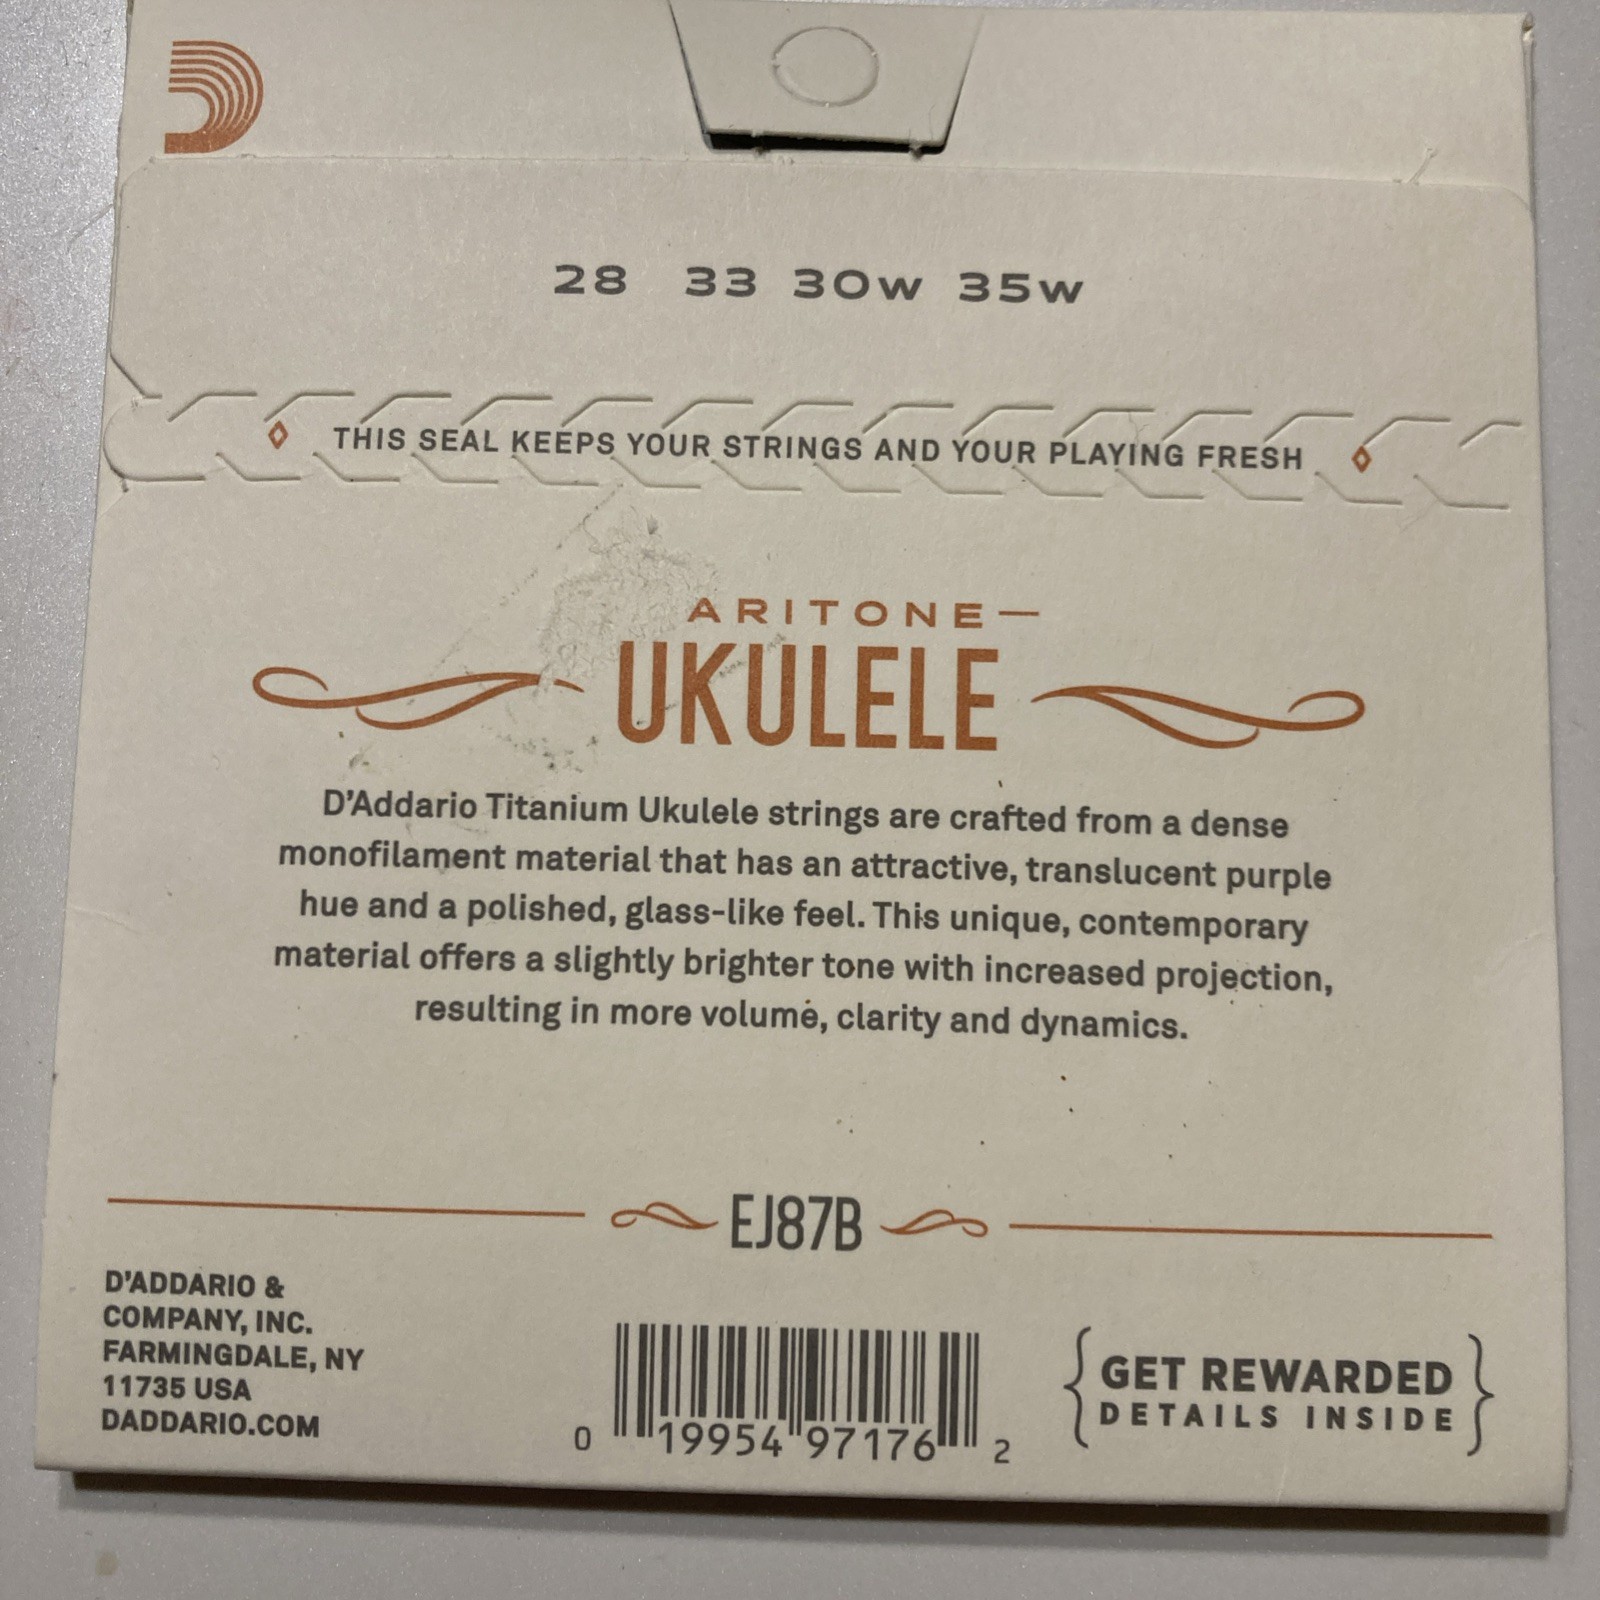 28 33 30w 35w
THIS SEAL KEEPS YOUR STRINGS AND YOUR PLAYING FRESH
ARITONE—
UKULELE
D'Addario Titanium Ukulele strings are crafted from a dense
monofilament material that has an attractive, translucent purple
hue and a polished, glass-like feel. This unique, contemporary
material offers a slightly brighter tone with increased projection,
resulting in more volume, clarity and dynamics.
EJ87B
D'ADDARIO &
COMPANY, INC.
FARMINGDALE, NY
11735 USA
DADDARIO.COM
0 19954 97176 2
GET REWARDED
DETAILS INSIDE